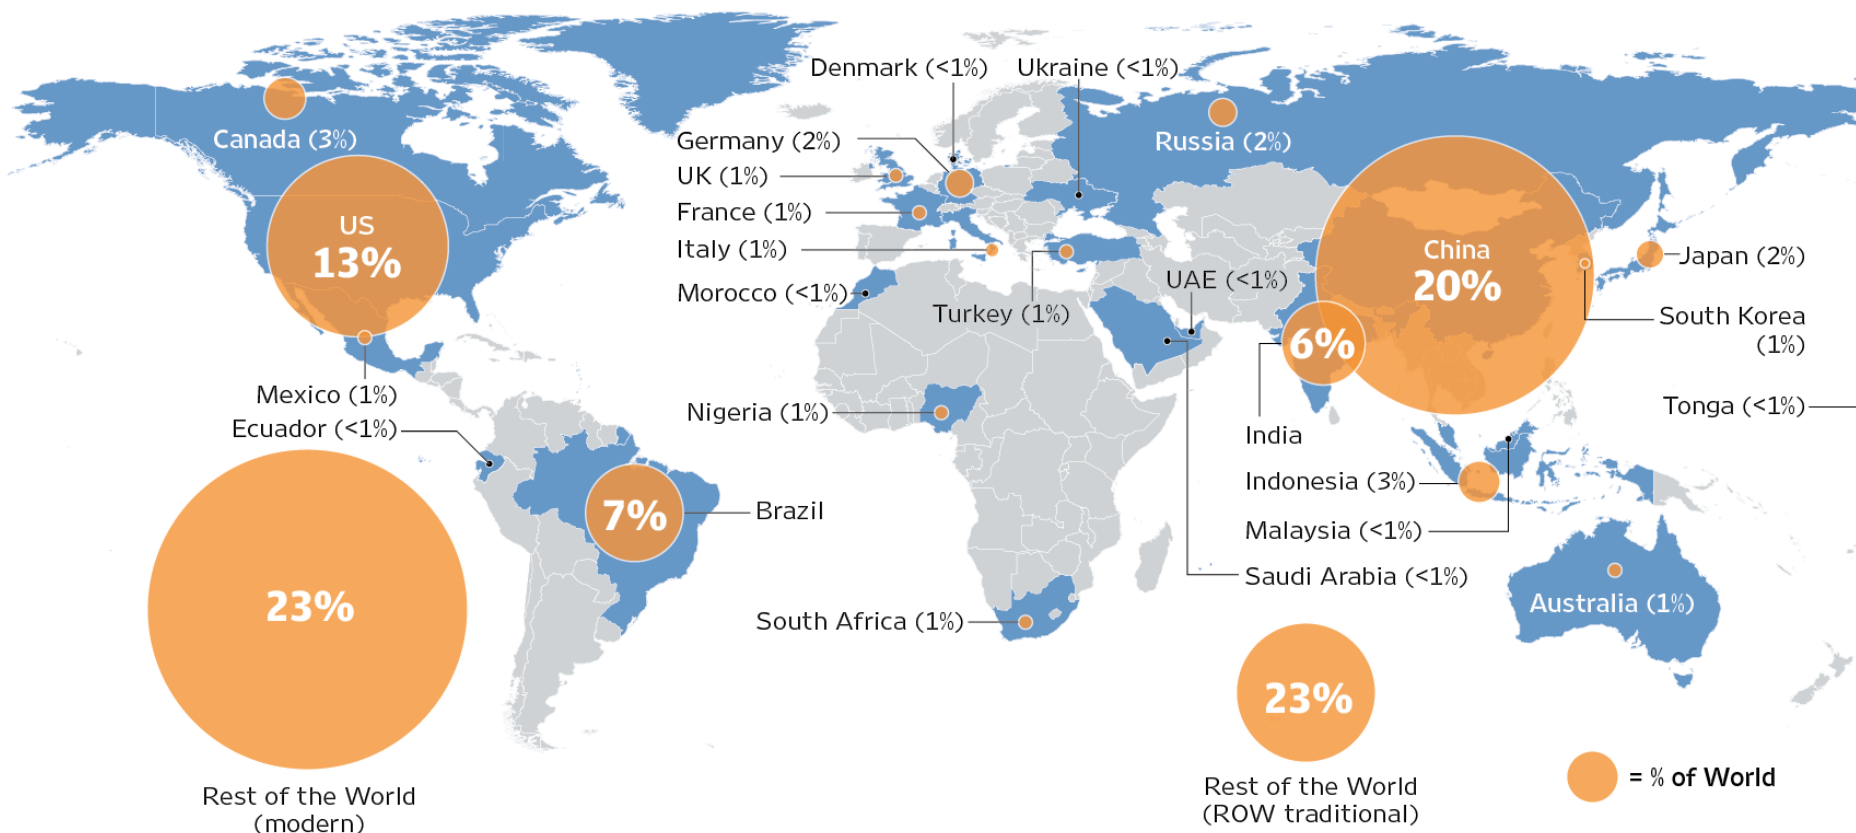 Denmark (<1%)
Ukraine (<1%)
Canada (3%)
Germany (2%)
Russia (2%)
UK (1%)
France (1%)
US
13%
Italy (1%)
China
20%
Japan (2%)
Morocco (<1%)
UAE (<1%)
Turkey (1%)
South Korea
(1%)
6%
Mexico (1%)
Ecuador (<1%)
Nigeria (1%)
Tonga (<1%)
India
Indonesia (3%)
7%
Brazil
Malaysia (<1%)
Saudi Arabia (<1%)
23%
Australia (1%)
South Africa (1%)
23%
Rest of the World
(modern)
Rest of the World
(ROW traditional)
= % of World